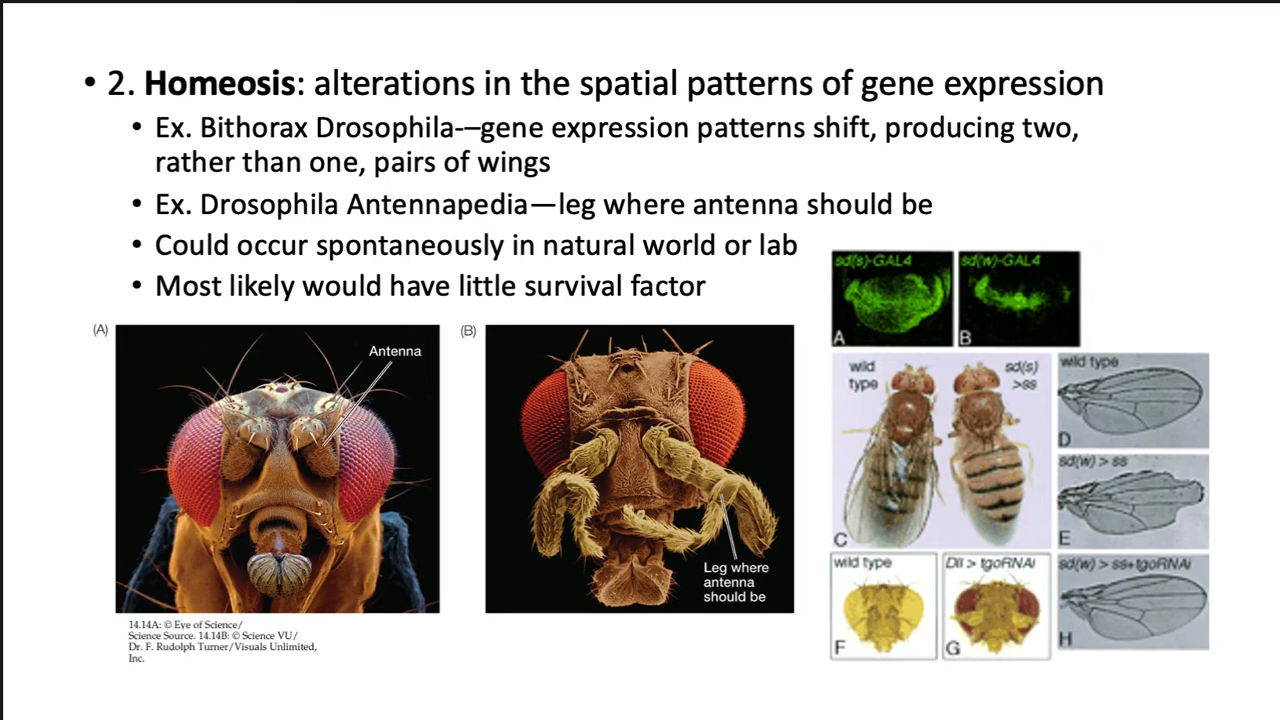 • 2. Homeosis: alterations in the spatial patterns of gene expression
• Ex. Bithorax Drosophila-–gene expression patterns shift, producing two,
rather than one, pairs of wings
• Ex. Drosophila Antennapedia—leg where antenna should be
• Could occur spontaneously in natural world or lab
• Most likely would have little survival factor
(A)
Antenna
(B)
Leg where
antenna
should be
14.14A: © Eye of Science/
Science Source. 14.14B: © Science VU/
Dr. F. Rudolph Turner/Visuals Unlimited,
Inc.
sd(s)-GAL4
A
sd(w)-GAL4
B
wild
type
sd(s)
>ss
C
wild type
D
sd(w) > ss
E
wild type
F
Dll > tgoRNAi
G
sd(w) > ss+tgoRNAi
H